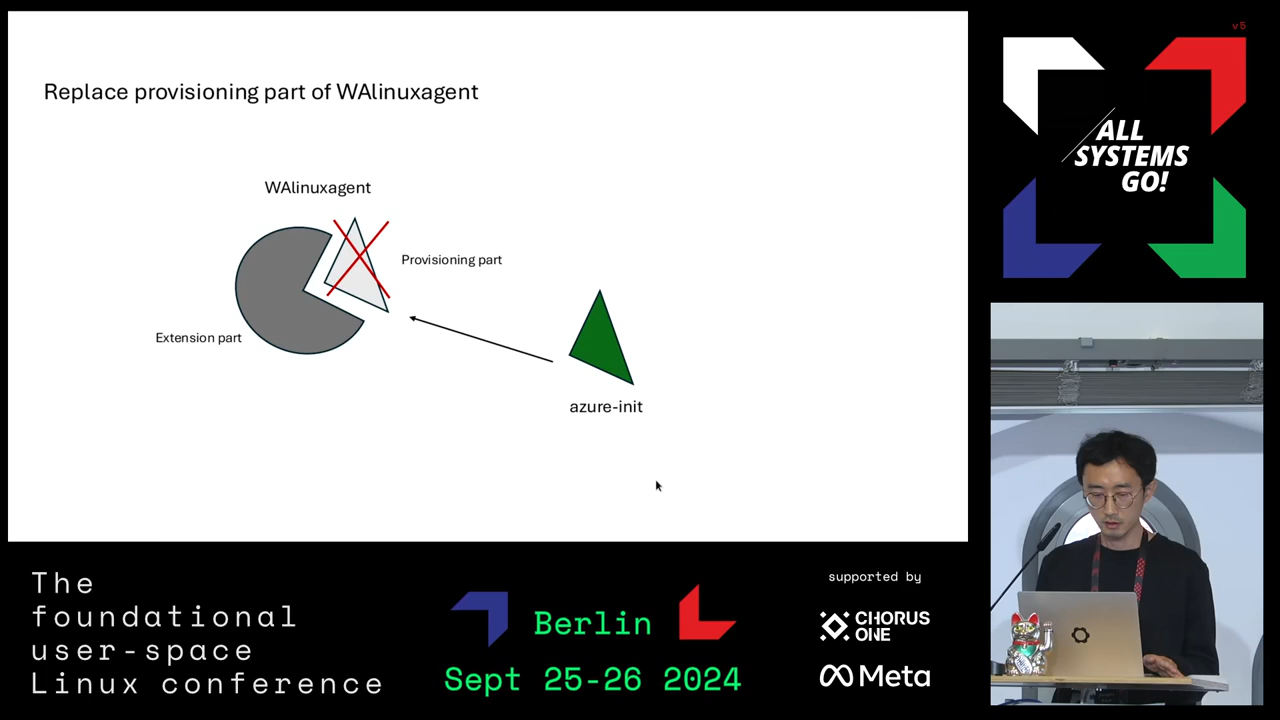 Replace provisioning part of WAlinuxagent
WAlinuxagent
Provisioning part
Extension part
azure-init
v5
ALL
SYSTEMS
GO!
The
foundational
user-space
Linux conference
Berlin
Sept 25-26 2024
supported by
CHORUS
ONE
Meta